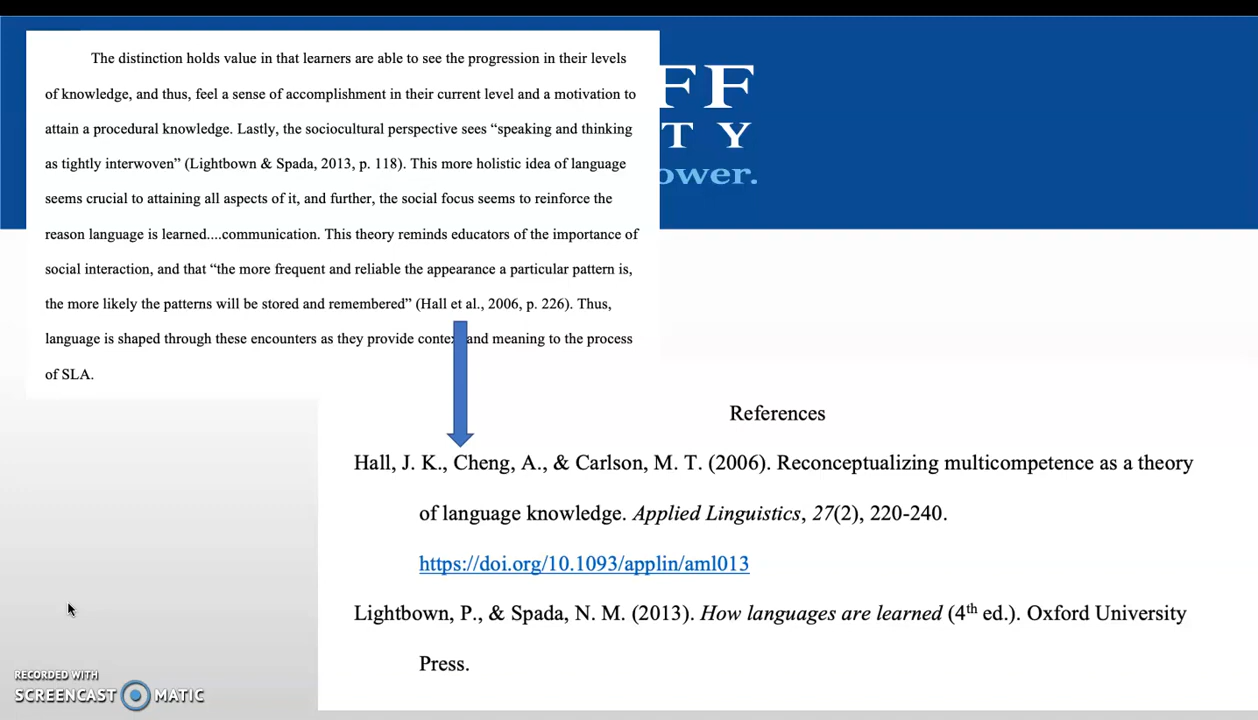 FF
TY
ower.
The distinction holds value in that learners are able to see the progression in their levels
of knowledge, and thus, feel a sense of accomplishment in their current level and a motivation to
attain a procedural knowledge. Lastly, the sociocultural perspective sees “speaking and thinking
as tightly interwoven” (Lightbown & Spada, 2013, p. 118). This more holistic idea of language
seems crucial to attaining all aspects of it, and further, the social focus seems to reinforce the
reason language is learned....communication. This theory reminds educators of the importance of
social interaction, and that “the more frequent and reliable the appearance a particular pattern is,
the more likely the patterns will be stored and remembered” (Hall et al., 2006, p. 226). Thus,
language is shaped through these encounters as they provide and meaning to the process
of SLA.
References
Hall, J. K., Cheng, A., & Carlson, M. T. (2006). Reconceptualizing multicompetence as a theory
of language knowledge. Applied Linguistics, 27(2), 220-240.
https://doi.org/10.1093/applin/aml013
Lightbown, P., & Spada, N. M. (2013). How languages are learned (4th ed.). Oxford University
Press.
RECORDED WITH
SCREENCAST MATIC